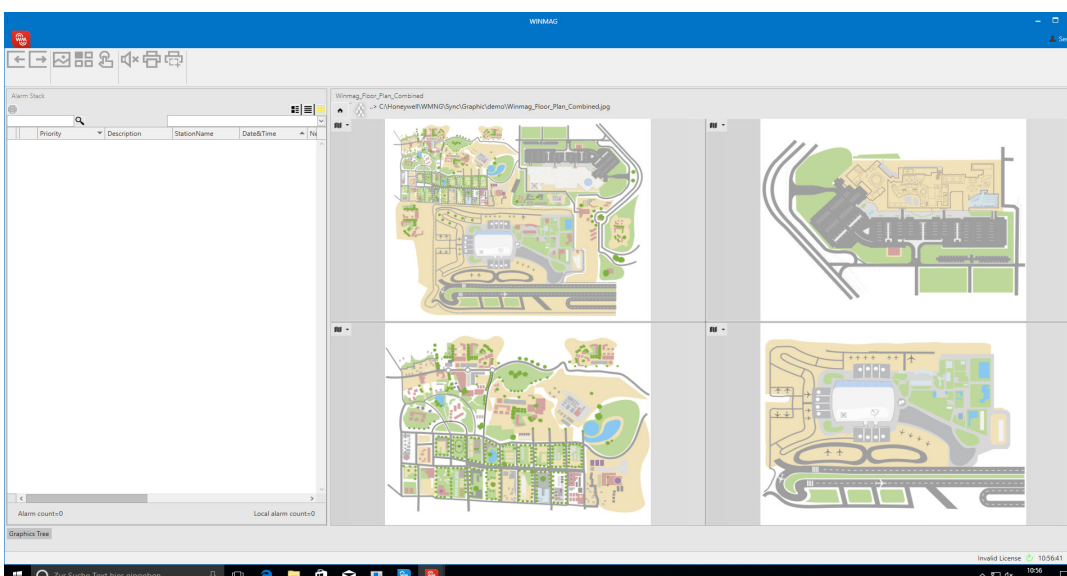 WINMAG
WM
Alarm Stack
Priority Description StationName Date&Time
Alarm count=0 Local alarm count=0
Winmag_Floor_Plan_Combined
..> C:\Honeywell\WMNG\Sync\Graphic\demo\Winmag_Floor_Plan_Combined.jpg
Graphics Tree
Invalid License 10:56:41
Zur Suche Text hier eingeben
10:56